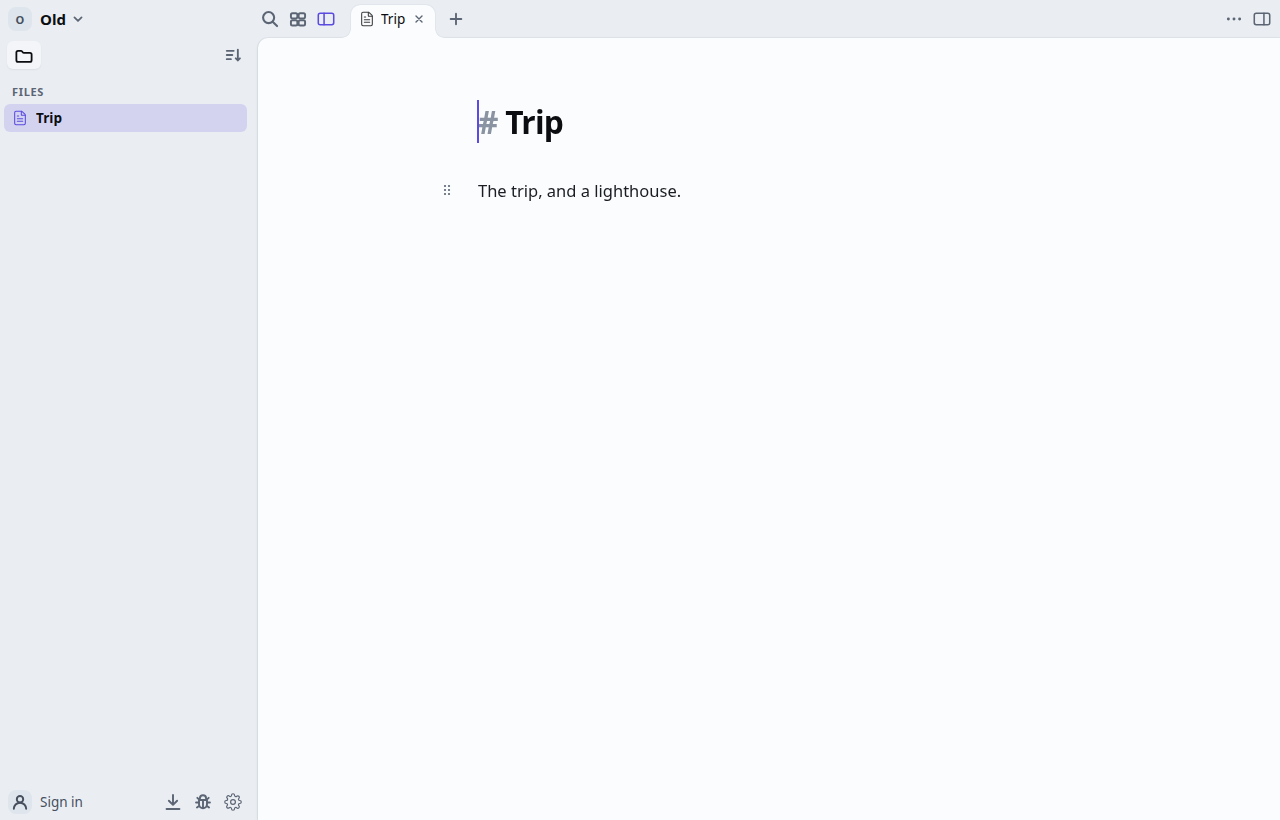 O Old
Trip
FILES
Trip
# Trip
The trip, and a lighthouse.
Sign in